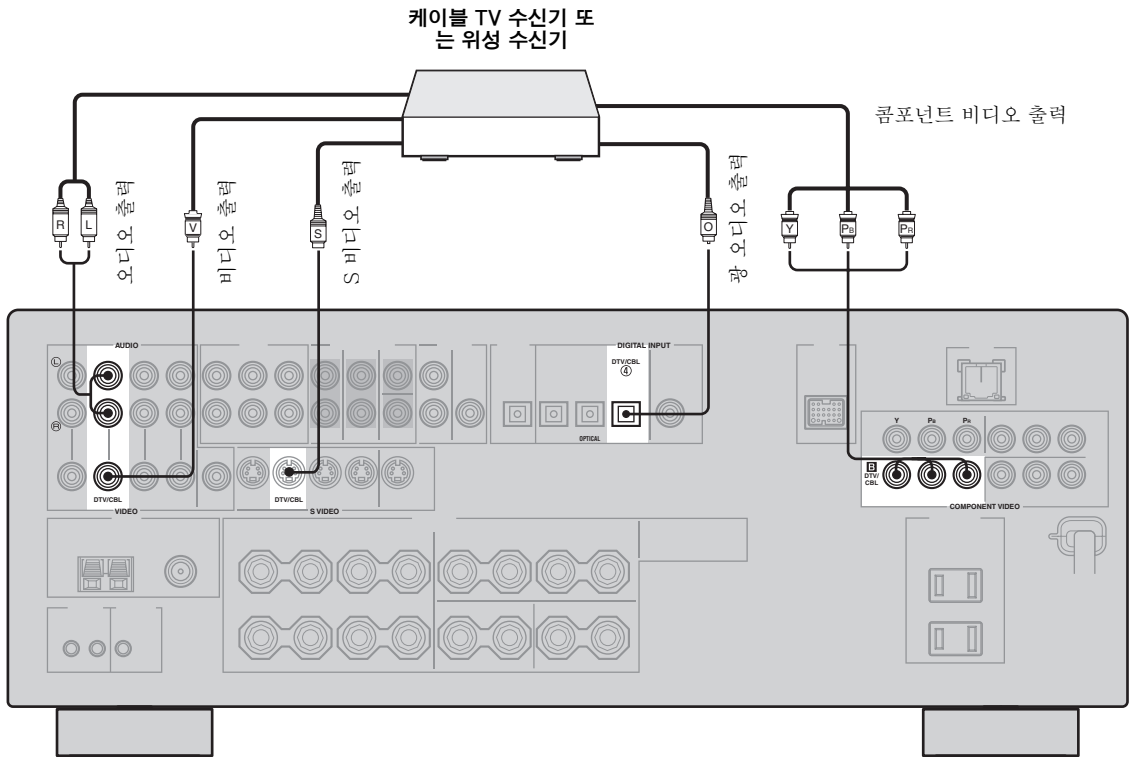 케이블 TV 수신기 또
는 위성 수신기
콤포넌트 비디오 출력
오디오 출력
비디오 출력
S 비디오 출력
광 오디오 출력
R
L
V
S
O
Y
PB
PR
AUDIO
DIGITAL INPUT
L
DTV/CBL
④
R
OPTICAL
Y
PB
PR
B
DTV/
CBL
DTV/CBL
DTV/CBL
VIDEO
S VIDEO
COMPONENT VIDEO